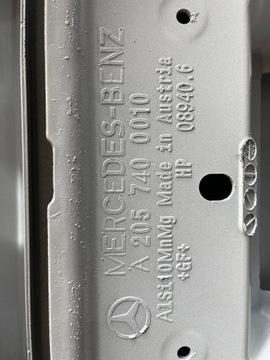 MERCEDES-BENZ
A 205 740 0010
AlSi10MnMg Made in Austria
+GF+ HP 08940.6